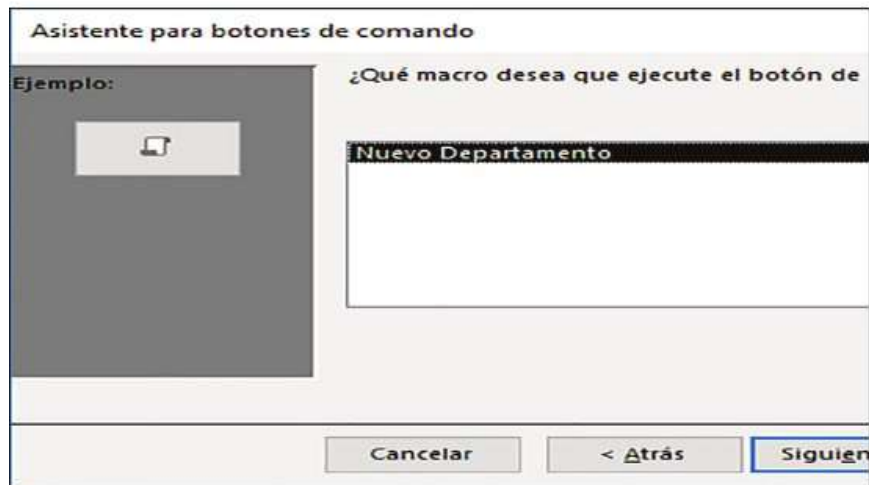 Asistente para botones de comando
Ejemplo:
¿Qué macro desea que ejecute el botón de
Nuevo Departamento
Cancelar
< Atrás
Siguien